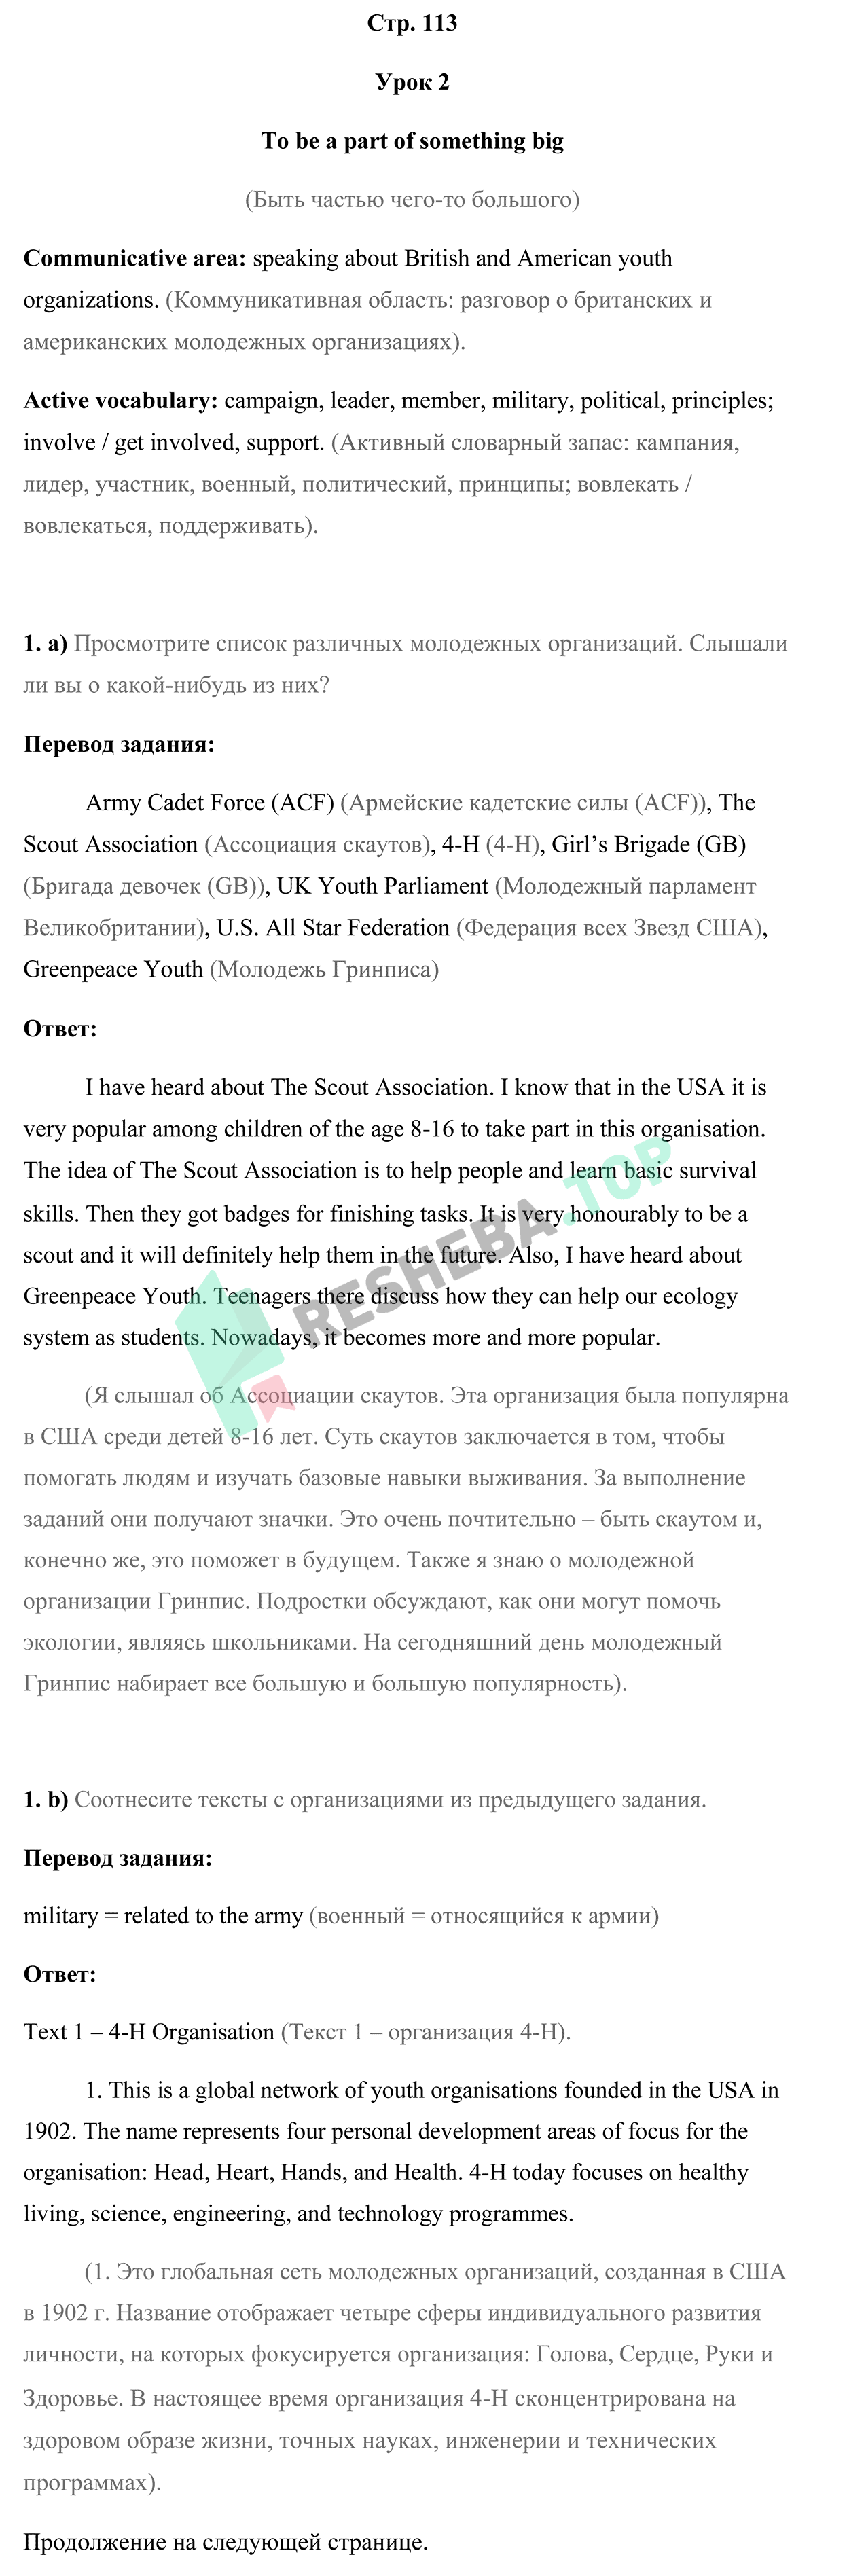 Стр. 113
Урок 2
To be a part of something big
(Быть частью чего-то большого)
Communicative area: speaking about British and American youth
organizations. (Коммуникативная область: разговор о британских и
американских молодежных организациях).
Active vocabulary: campaign, leader, member, military, political, principles;
involve / get involved, support. (Активный словарный запас: кампания,
лидер, участник, военный, политический, принципы; вовлекать /
вовлекаться, поддерживать).
1. a) Просмотрите список различных молодежных организаций. Слышали
ли вы о какой-нибудь из них?
Перевод задания:
Army Cadet Force (ACF) (Армейские кадетские силы (ACF)), The
Scout Association (Ассоциация скаутов), 4-H (4-H), Girl’s Brigade (GB)
(Бригада девочек (GB)), UK Youth Parliament (Молодежный парламент
Великобритании), U.S. All Star Federation (Федерация всех Звезд США),
Greenpeace Youth (Молодежь Гринписа)
Ответ:
I have heard about The Scout Association. I know that in the USA it is
very popular among children of the age 8-16 to take part in this organisation.
The idea of The Scout Association is to help people and learn basic survival
skills. Then they got badges for finishing tasks. It is very honourably to be a
scout and it will definitely help them in the future. Also, I have heard about
Greenpeace Youth. Teenagers there discuss how they can help our ecology
system as students. Nowadays, it becomes more and more popular.
RESHEBA.TOP
(Я слышал об Ассоциации скаутов. Эта организация была популярна
в США среди детей 8-16 лет. Суть скаутов заключается в том, чтобы
помогать людям и изучать базовые навыки выживания. За выполнение
заданий они получают значки. Это очень почтительно – быть скаутом и,
конечно же, это поможет в будущем. Также я знаю о молодежной
организации Гринпис. Подростки обсуждают, как они могут помочь
экологии, являясь школьниками. На сегодняшний день молодежный
Гринпис набирает все большую и большую популярность).
1. b) Соотнесите тексты с организациями из предыдущего задания.
Перевод задания:
military = related to the army (военный = относящийся к армии)
Ответ:
Text 1 – 4-H Organisation (Текст 1 – организация 4-H).
1. This is a global network of youth organisations founded in the USA in
1902. The name represents four personal development areas of focus for the
organisation: Head, Heart, Hands, and Health. 4-H today focuses on healthy
living, science, engineering, and technology programmes.
(1. Это глобальная сеть молодежных организаций, созданная в США
в 1902 г. Название отображает четыре сферы индивидуального развития
личности, на которых фокусируется организация: Голова, Сердце, Руки и
Здоровье. В настоящее время организация 4-H сконцентрирована на
здоровом образе жизни, точных науках, инженерии и технических
программах).
Продолжение на следующей странице.